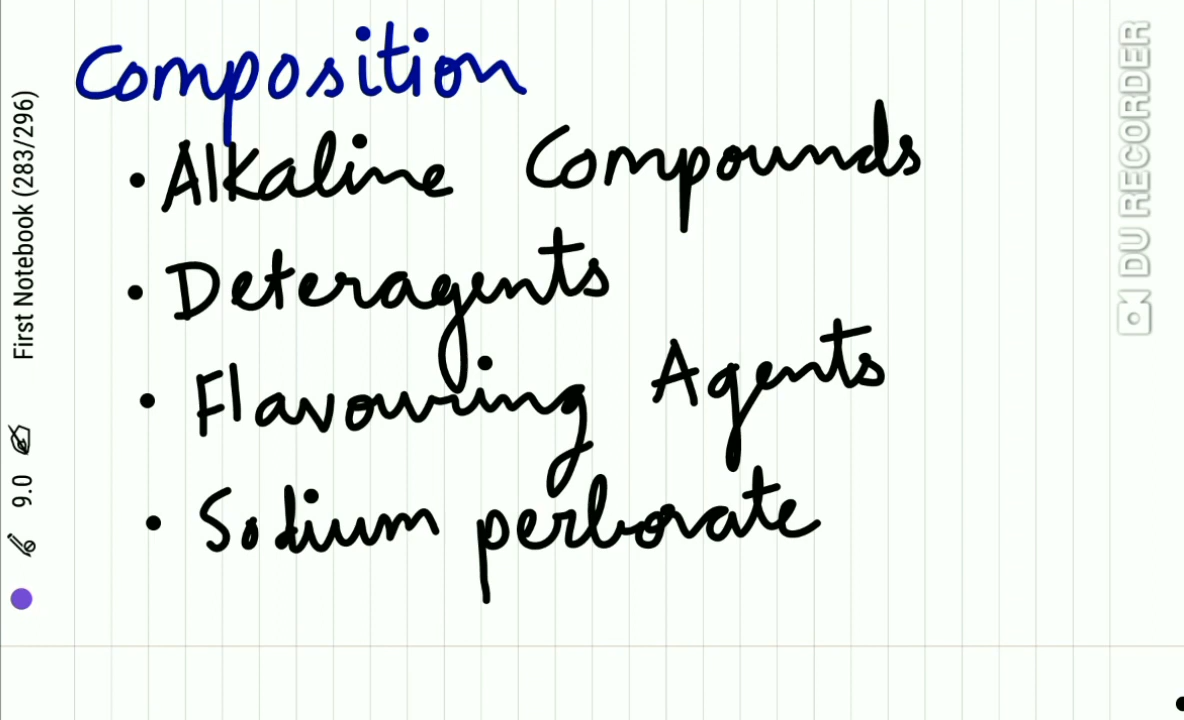 Composition
• Alkaline Compounds
• Deteragents
• Flavouring Agents
• Sodium perborate
First Notebook (283/296)
9.0
DU RECORDER